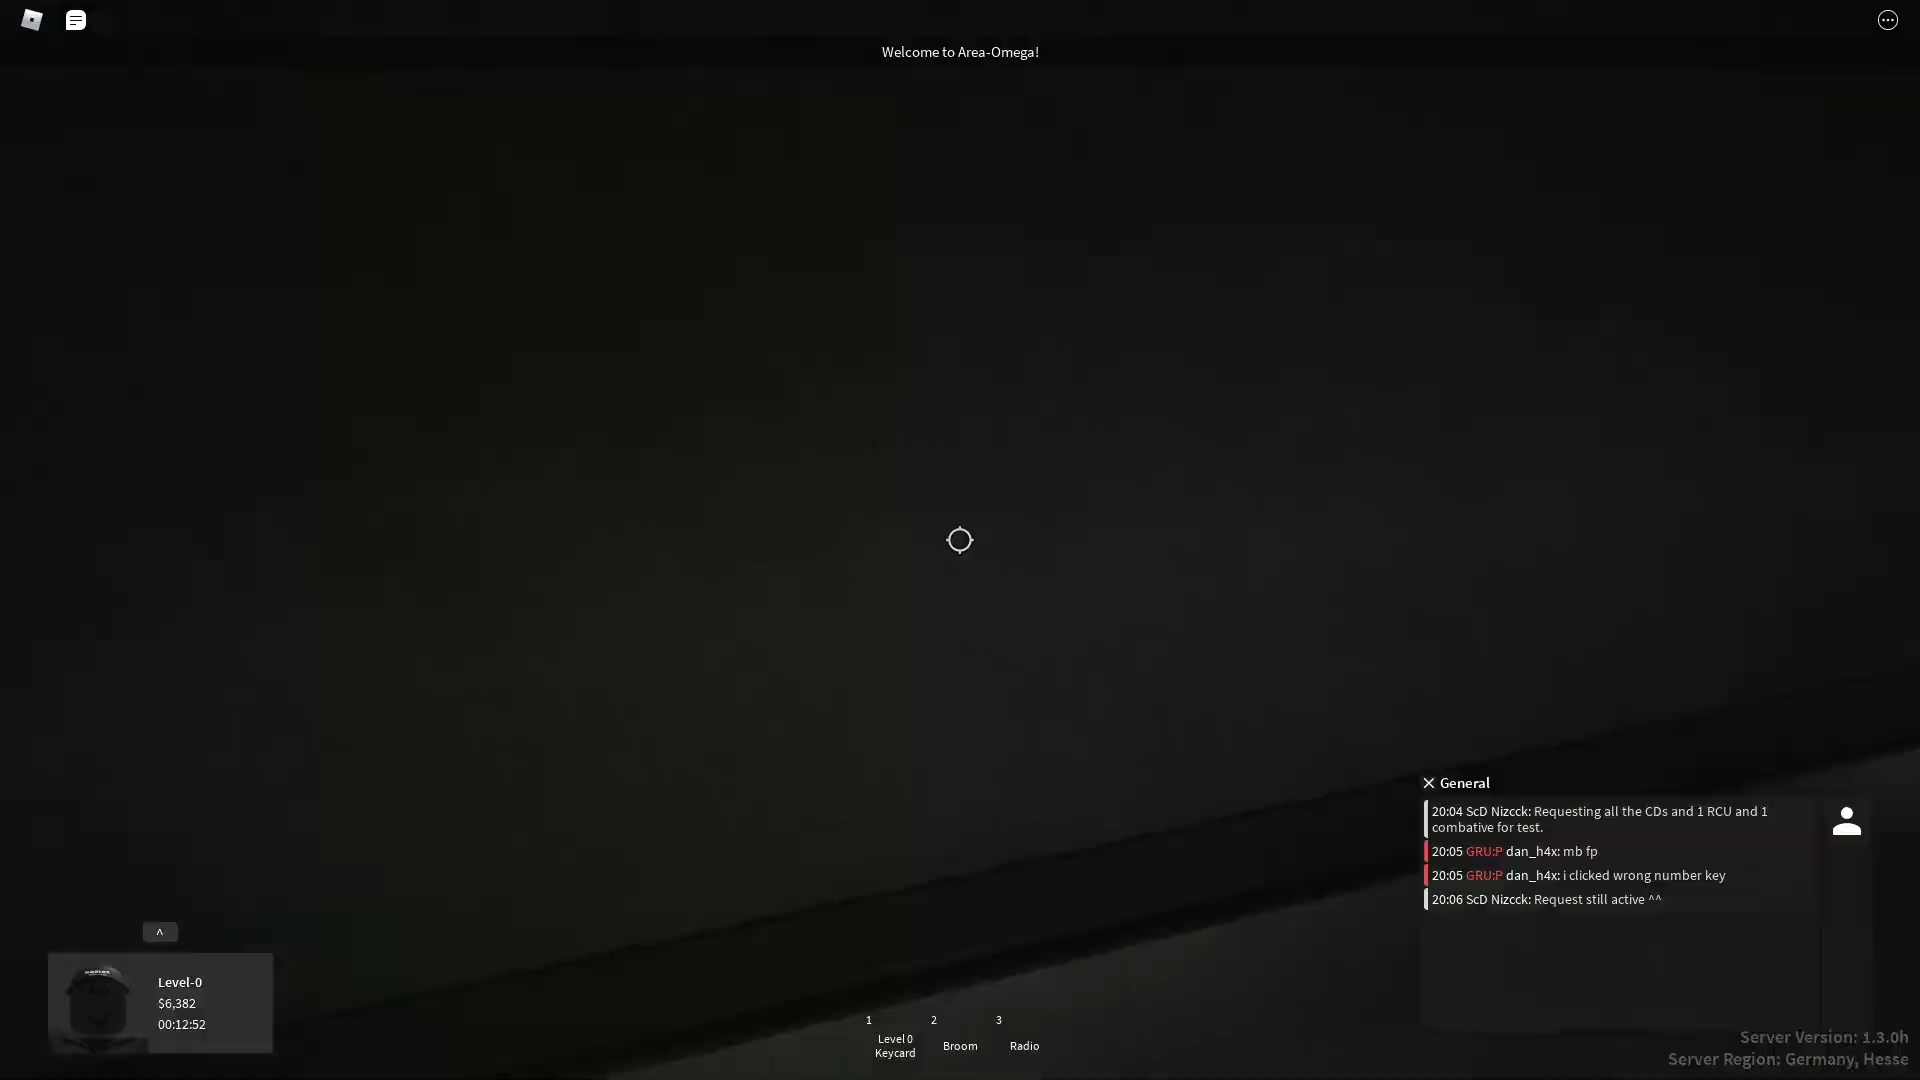 Welcome to Area-Omega!
× General
20:04 ScD Nizcck: Requesting all the CDs and 1 RCU and 1
combative for test.
20:05 GRU:P dan_h4x: mb fp
20:05 GRU:P dan_h4x: i clicked wrong number key
20:06 ScD Nizcck: Request still active ^^
^
Level-0
$6,382
00:12:52
1 2 3
Level 0
Keycard
Broom
Radio
Server Version: 1.3.0h
Server Region: Germany, Hesse